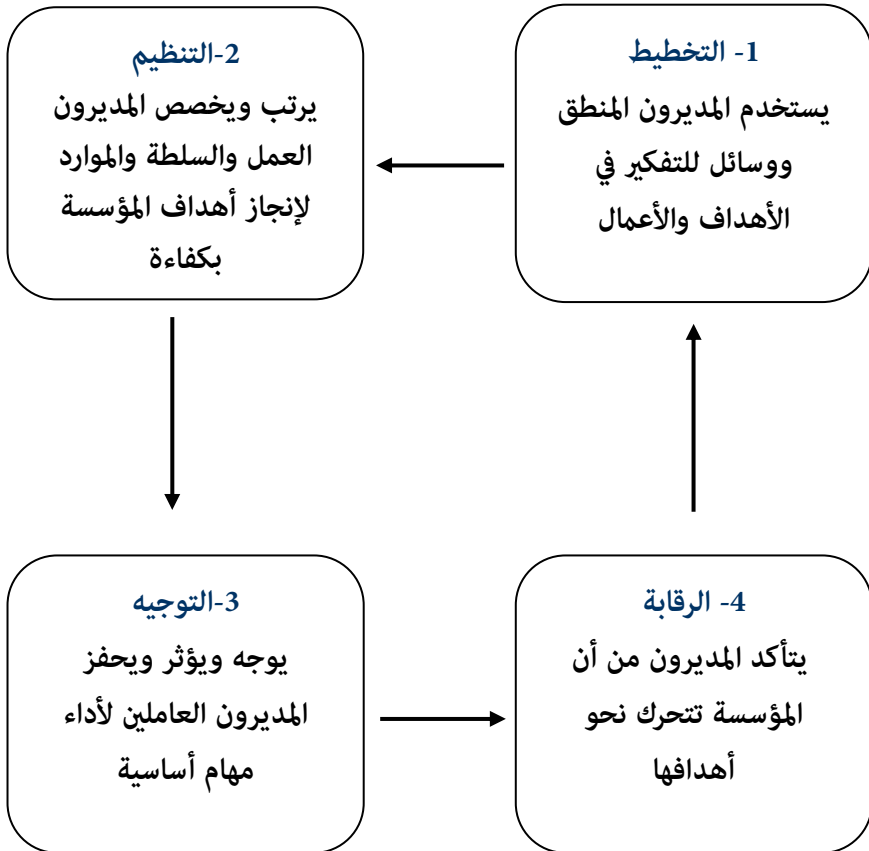 1- التخطيط
يستخدم المديرون المنطق
ووسائل للتفكير في
الأهداف والأعمال
2-التنظيم
يرتب ويخصص المديرون
العمل والسلطة والموارد
لإنجاز أهداف المؤسسة
بكفاءة
3-التوجيه
يوجه ويؤثر ويحفز
المديرون العاملين لأداء
مهام أساسية
4- الرقابة
يتأكد المديرون من أن
المؤسسة تتحرك نحو
أهدافها